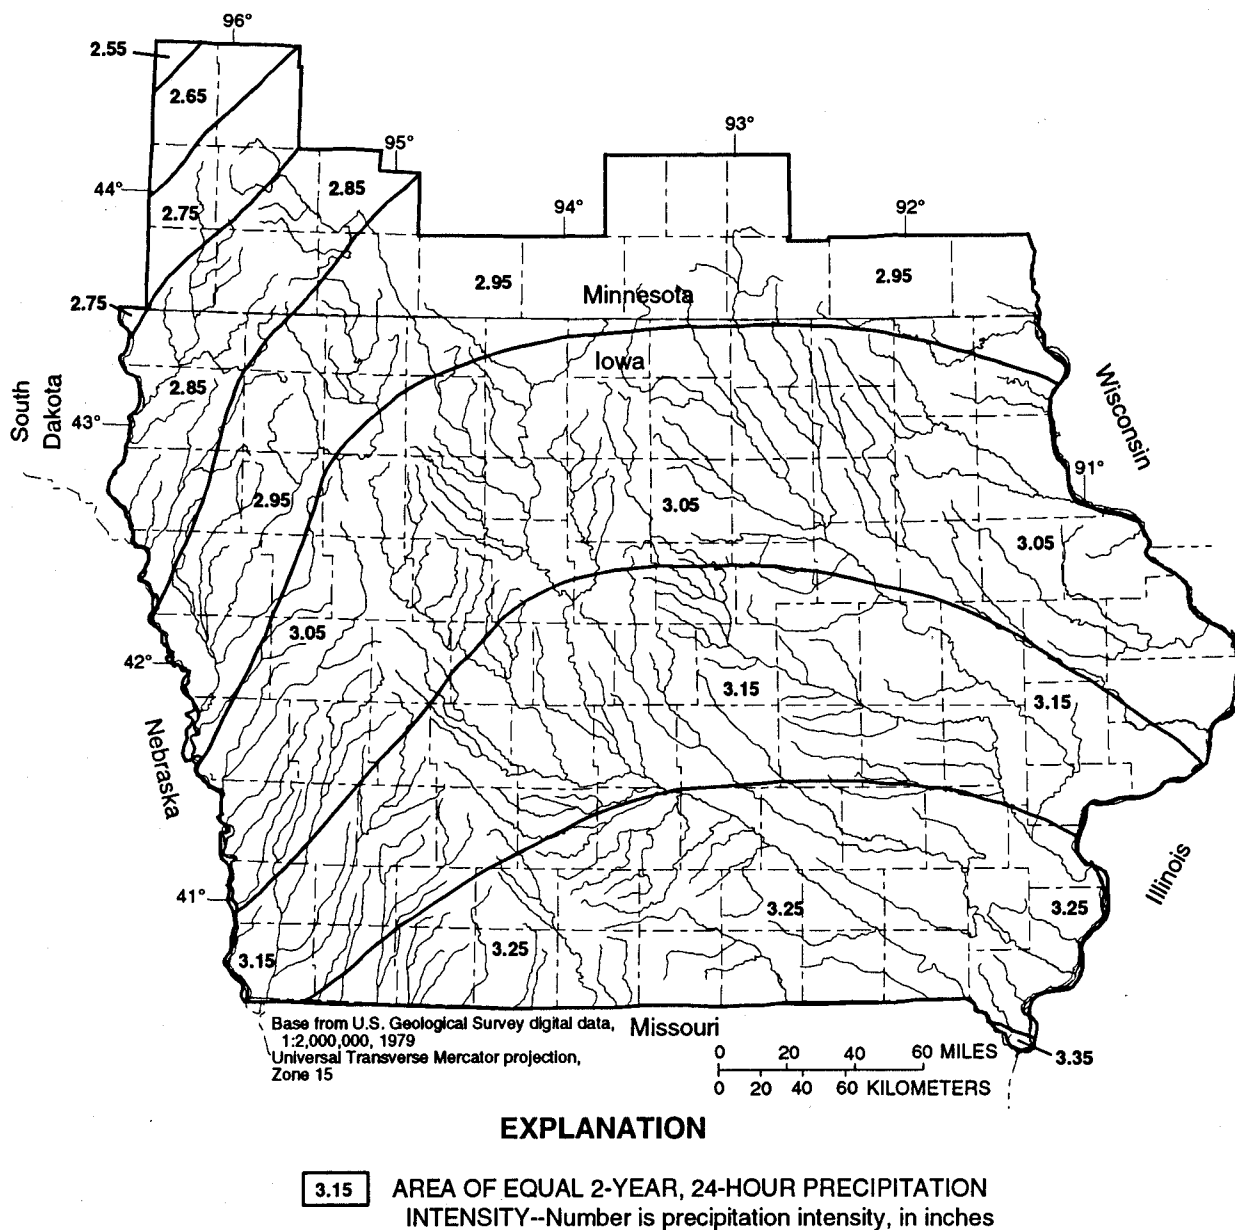 96°
2.55
2.65
95°
93°
44°
2.85
94°
92°
2.75
2.95
2.95
2.75
Minnesota
Iowa
2.85
South
Dakota
Wisconsin
43°
91°
2.95
3.05
3.05
3.05
42°
3.15
3.15
Nebraska
Illinois
41°
3.25
3.25
3.25
3.15
Base from U.S. Geological Survey digital data,
1:2,000,000, 1979
Universal Transverse Mercator projection,
Zone 15
Missouri
0 20 40 60 MILES
0 20 40 60 KILOMETERS
3.35
EXPLANATION
3.15 AREA OF EQUAL 2-YEAR, 24-HOUR PRECIPITATION
INTENSITY--Number is precipitation intensity, in inches